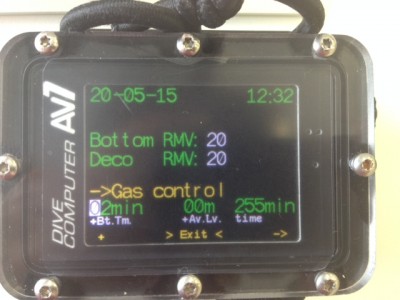 DIVE COMPUTER AV1
20-05-15 12:32
Bottom RMV: 20
Deco RMV: 20
->Gas control
02min 00m 255min
+Bt.Tm. +Av.Lv. time
+ > Exit < ->